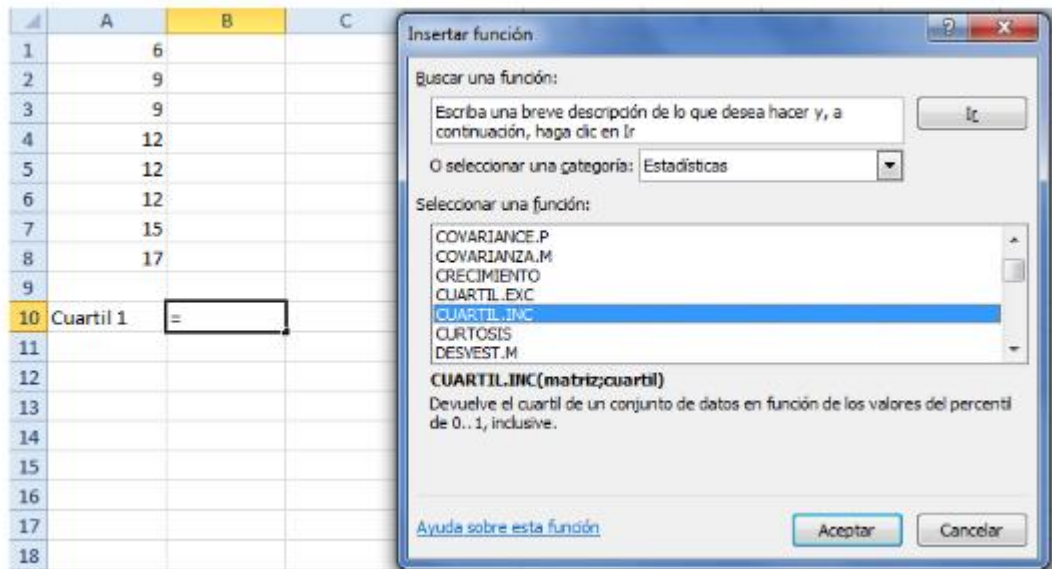 A B C
1 6
2 9
3 9
4 12
5 12
6 12
7 15
8 17
9
10 Cuartil 1 =
11
12
13
14
15
16
17
18
Insertar función
Buscar una función:
Escriba una breve descripción de lo que desea hacer y, a
continuación, haga clic en Ir
Ir
O seleccionar una categoría: Estadísticas
Seleccionar una función:
COVARIANCE.P
COVARIANZA.M
CRECIMIENTO
CUARTIL.EXC
CUARTIL.INC
CURTOSIS
DESVEST.M
CUARTIL.INC(matriz;cuartil)
Devuelve el cuartil de un conjunto de datos en función de los valores del percentil
de 0..1, inclusive.
Ayuda sobre esta función
Aceptar Cancelar